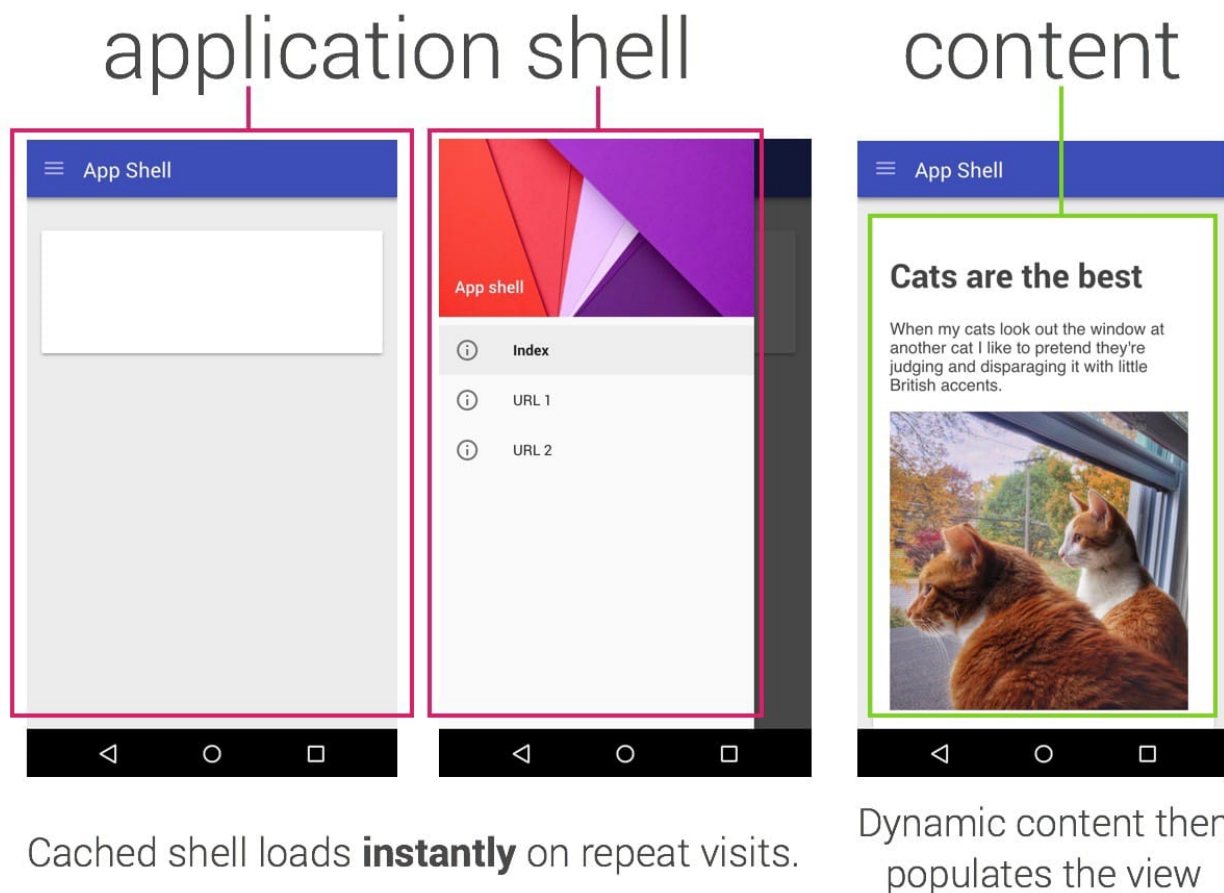 application shell
content
App Shell
App shell
Index
URL 1
URL 2
App Shell
Cats are the best
When my cats look out the window at
another cat I like to pretend they're
judging and disparaging it with little
British accents.
Cached shell loads instantly on repeat visits.
Dynamic content then
populates the view